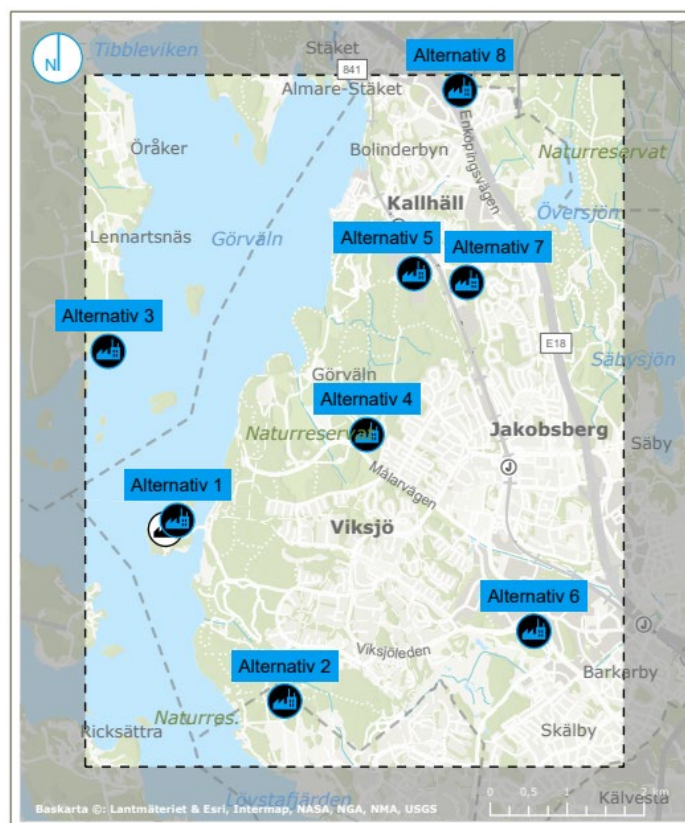 Tibbleviken
Stäket
Alternativ 8
N
841
Almare-Stäket
Öråker
Bolinderbyn
Enköpingsvägen
Naturreservat
Kallhäll
Lennartsnäs
Görväln
Alternativ 5
Alternativ 7
Översjön
Alternativ 3
E18
Säbysjön
Görväln
Alternativ 4
Naturreservat
Jakobsberg
Säby
Mälarvägen
J
Alternativ 1
Viksjö
Alternativ 6
J
Viksjöleden
Barkarby
Alternativ 2
Naturres.
Ricksättra
Skälby
Lövstafjärden
0 0,5 1 2 km
Kälvesta
Baskarta ©: Lantmäteriet & Esri, Intermap, NASA, NGA, NMA, USGS